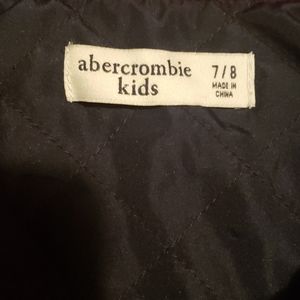 abercrombie
kids
7/8
MADE IN
CHINA